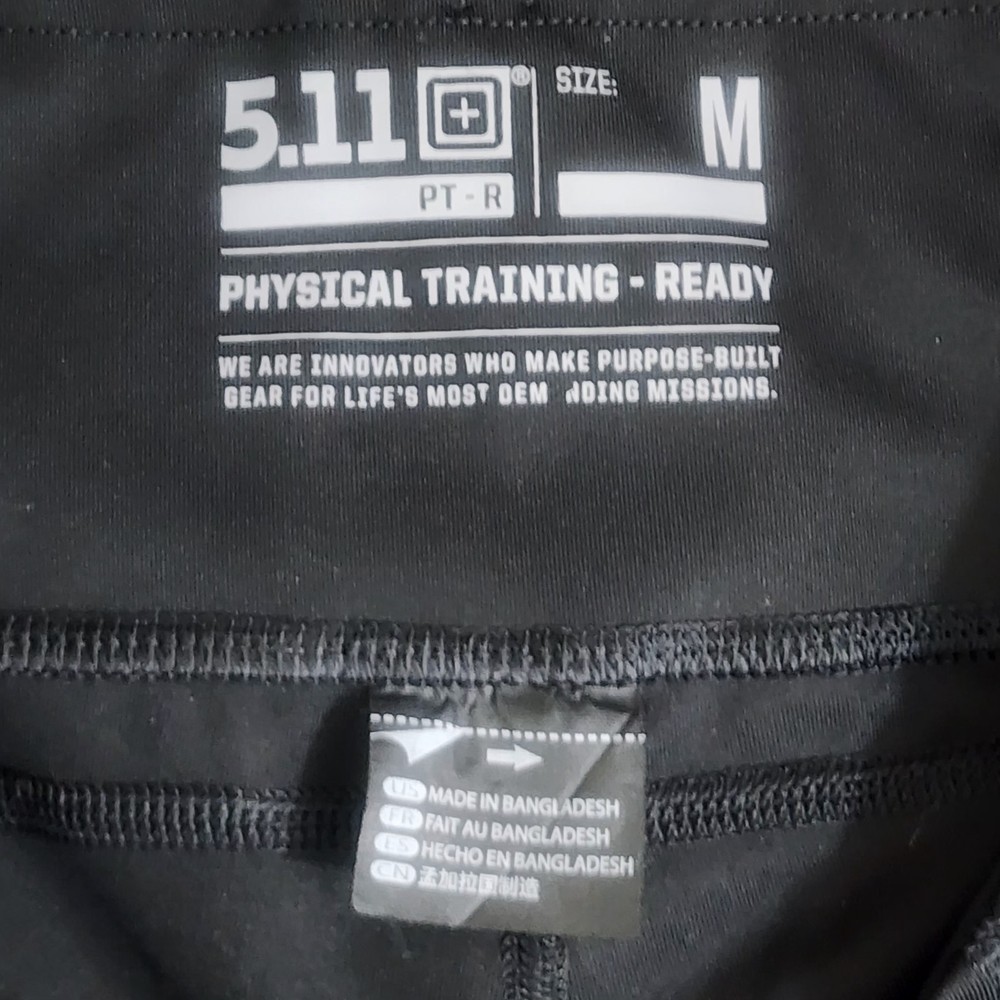 5.11® SIZE: M
PT-R
PHYSICAL TRAINING - READY
WE ARE INNOVATORS WHO MAKE PURPOSE-BUILT
GEAR FOR LIFE'S MOST DEM NDING MISSIONS.
US MADE IN BANGLADESH
FR FAIT AU BANGLADESH
ES HECHO EN BANGLADESH
CN 孟加拉国制造